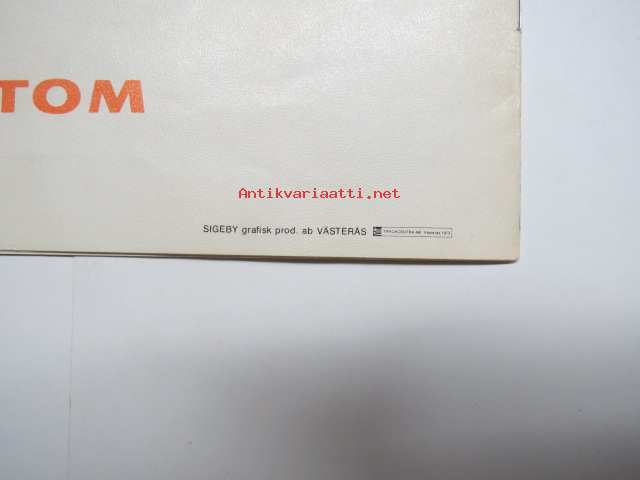 TOM
Antikvariaatti.net
SIGEBY grafisk prod. ab VÄSTERÅS